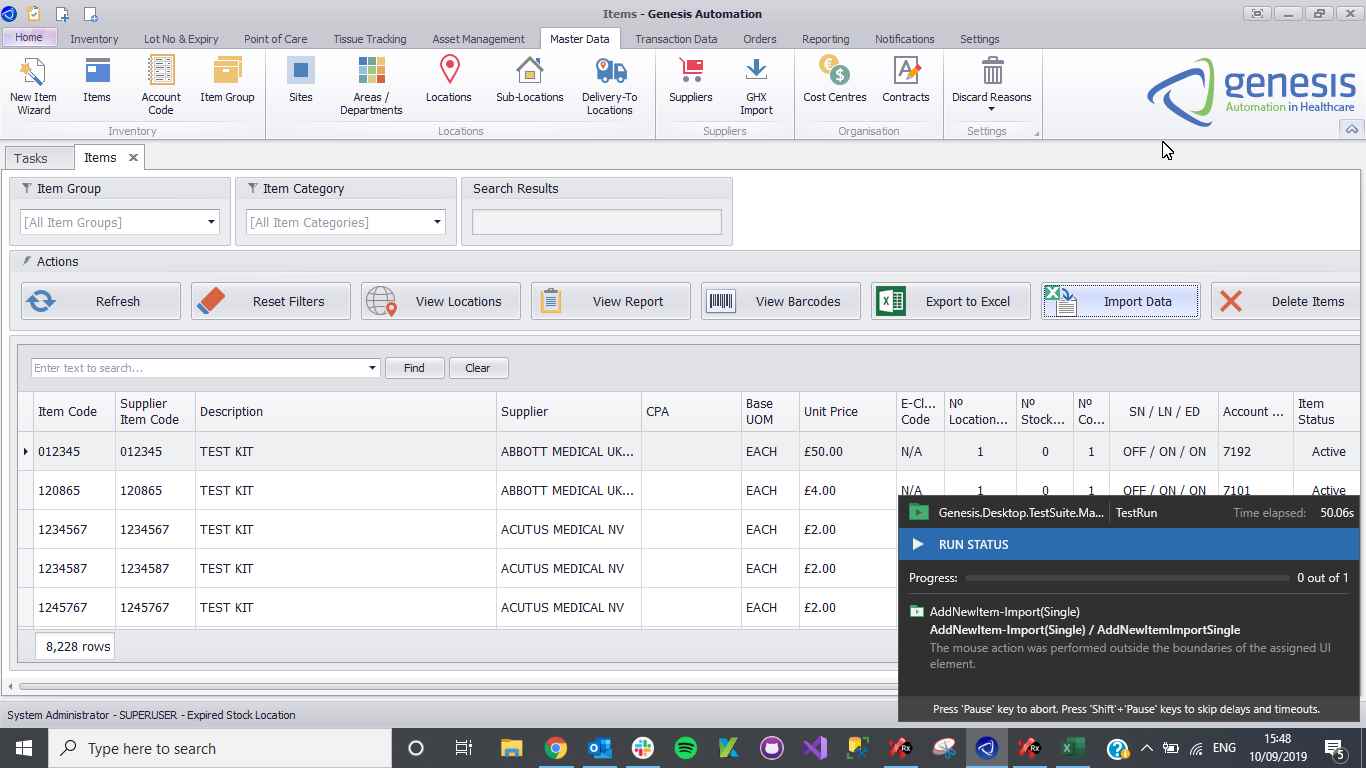 Items - Genesis Automation
Home Inventory Lot No & Expiry Point of Care Tissue Tracking Asset Management Master Data Transaction Data Orders Reporting Notifications Settings
New Item Wizard
Items
Account Code
Item Group
Sites
Areas / Departments
Locations
Sub-Locations
Delivery-To Locations
Suppliers
GHX Import
Cost Centres
Contracts
Discard Reasons
Inventory Locations Suppliers Organisation Settings
genesis
Automation in Healthcare
Tasks Items
Item Group Item Category Search Results
[All Item Groups] [All Item Categories]
Actions
Refresh Reset Filters View Locations View Report View Barcodes Export to Excel Import Data Delete Items
Enter text to search... Find Clear
Item Code Supplier Item Code Description Supplier CPA Base UOM Unit Price E-Cl... Code Nº Location... Nº Stock... Nº Co... SN / LN / ED Account ... Item Status
012345 012345 TEST KIT ABBOTT MEDICAL UK... EACH £50.00 N/A 1 0 1 OFF / ON / ON 7192 Active
120865 120865 TEST KIT ABBOTT MEDICAL UK... EACH £4.00 N/A 1 0 1 OFF / ON / ON 7101 Active
1234567 1234567 TEST KIT ACUTUS MEDICAL NV EACH £2.00
1234587 1234587 TEST KIT ACUTUS MEDICAL NV EACH £2.00
1245767 1245767 TEST KIT ACUTUS MEDICAL NV EACH £2.00
8,228 rows
Genesis.Desktop.TestSuite.Ma... TestRun Time elapsed: 50.06s
RUN STATUS
Progress: 0 out of 1
AddNewItem-Import(Single)
AddNewItem-Import(Single) / AddNewItemImportSingle
The mouse action was performed outside the boundaries of the assigned UI
element.
Press 'Pause' key to abort. Press 'Shift'+'Pause' keys to skip delays and timeouts.
System Administrator - SUPERUSER - Expired Stock Location
Type here to search
ENG
15:48
10/09/2019
5